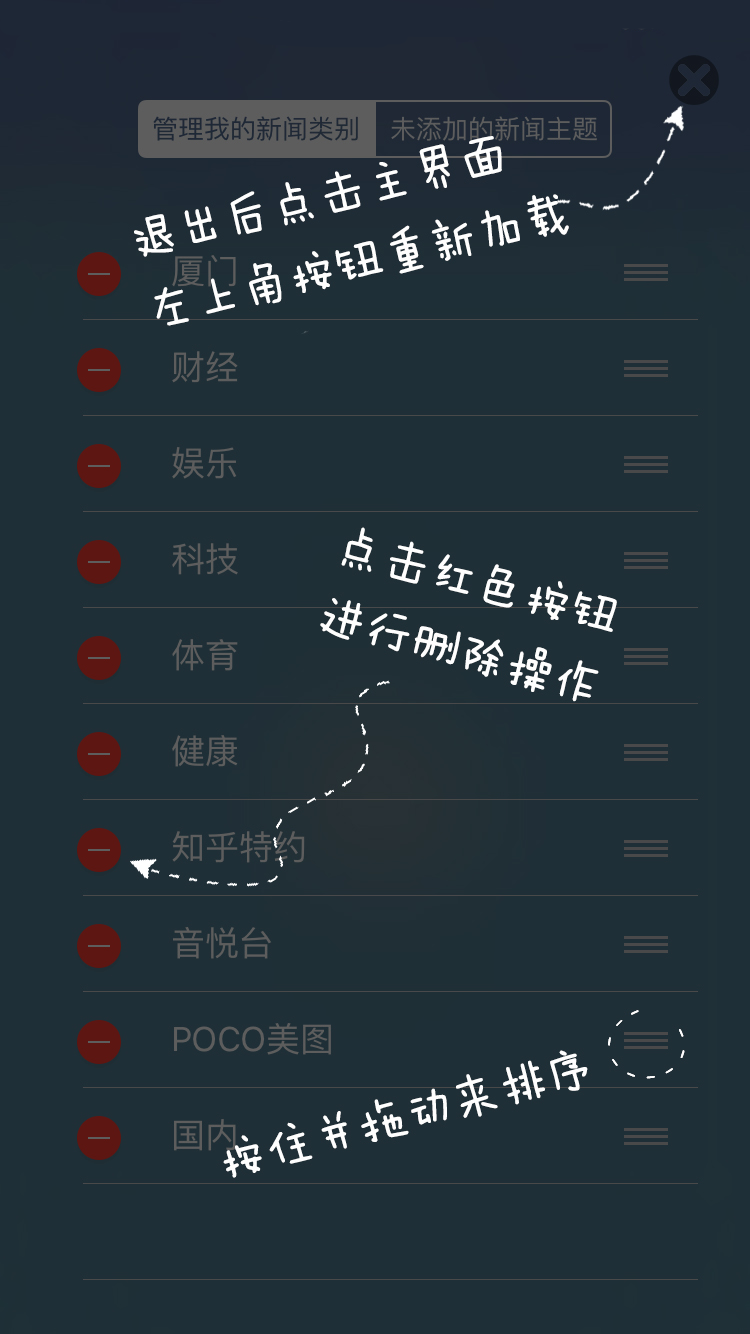 管理我的新闻类别
未添加的新闻主题
退出后点击主界面
左上角按钮重新加载
厦门
财经
娱乐
科技
点击红色按钮
进行删除操作
体育
健康
知乎特约
音悦台
POCO美图
按住并拖动来排序
国内